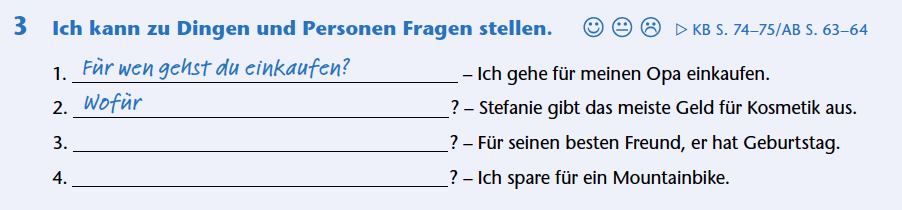 3 Ich kann zu Dingen und Personen Fragen stellen. ▷ KB S. 74–75/AB S. 63–64
1. Für wen gehst du einkaufen? – Ich gehe für meinen Opa einkaufen.
2. Wofür ? – Stefanie gibt das meiste Geld für Kosmetik aus.
3. ? – Für seinen besten Freund, er hat Geburtstag.
4. ? – Ich spare für ein Mountainbike.